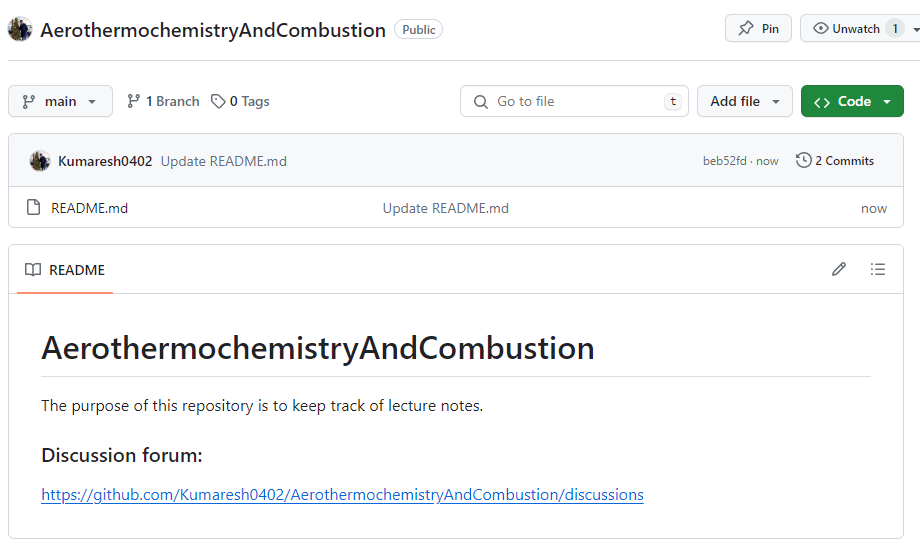 AerothermochemistryAndCombustion Public Pin Unwatch 1
main 1 Branch 0 Tags Go to file t Add file Code
Kumaresh0402 Update README.md beb52fd · now 2 Commits
README.md Update README.md now
README
AerothermochemistryAndCombustion
The purpose of this repository is to keep track of lecture notes.
Discussion forum:
https://github.com/Kumaresh0402/AerothermochemistryAndCombustion/discussions